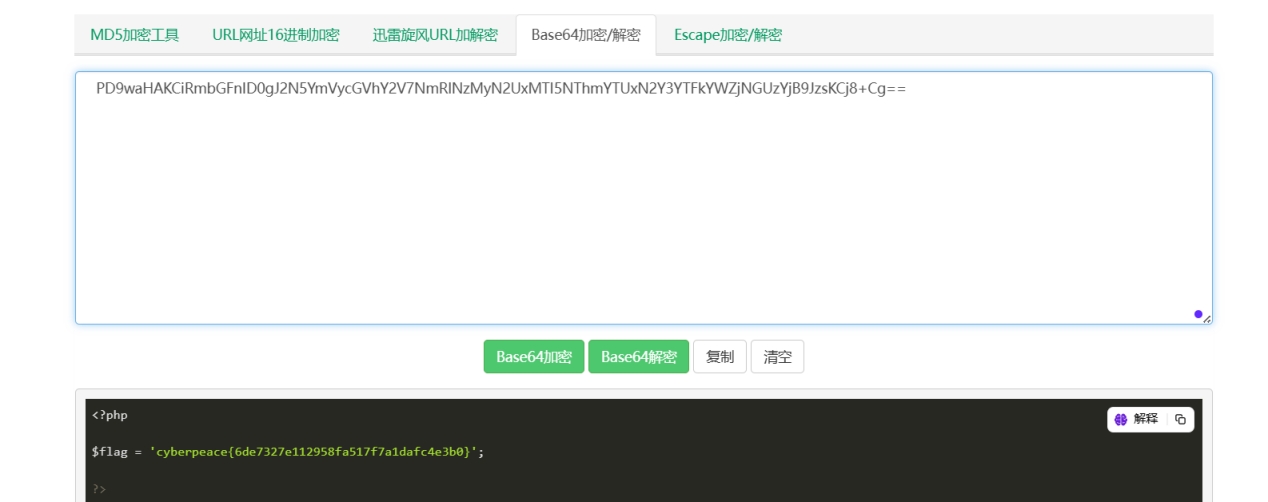 MD5加密工具 URL网址16进制加密 迅雷旋风URL加解密 Base64加密/解密 Escape加密/解密
PD9waHAKCiRmbGFnID0gJ2N5YmVycGVhY2V7NmRlNzMyN2UxMTI5NThmYTUxN2Y3YTFkYWZjNGUzYjB9JzsKCj8+Cg==
Base64加密 Base64解密 复制 清空
<?php
解释
$flag = 'cyberpeace{6de7327e112958fa517f7a1dafc4e3b0}';
?>